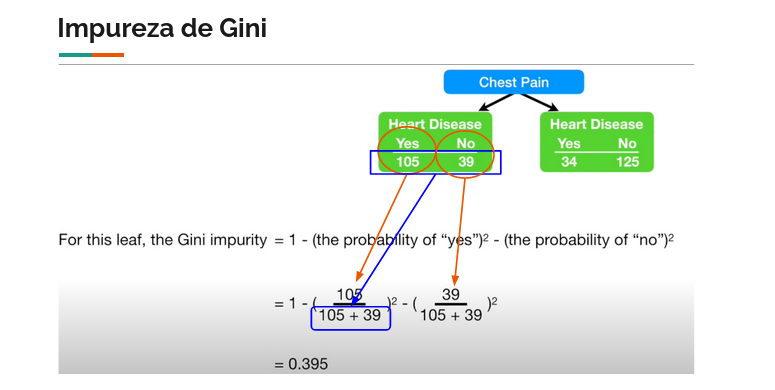 Impureza de Gini
Chest Pain
Heart Disease
Yes No
105 39
Heart Disease
Yes No
34 125
For this leaf, the Gini impurity = 1 - (the probability of “yes”)² - (the probability of “no”)²
= 1 - ( 105 / 105 + 39 )² - ( 39 / 105 + 39 )²
= 0.395